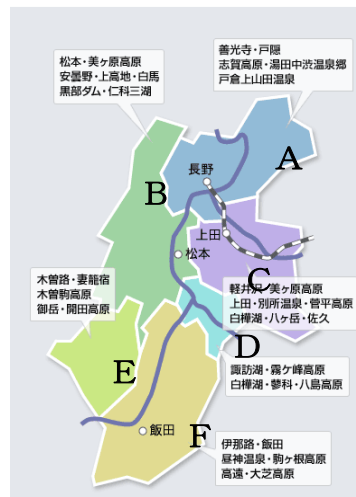 松本・美ヶ原高原
安曇野・上高地・白馬
黒部ダム・仁科三湖
善光寺・戸隠
志賀高原・湯田中渋温泉郷
戸倉上山田温泉
A
長野
B
上田
松本
C
軽井沢・美ヶ原高原
上田・別所温泉・菅平高原
白樺湖・八ヶ岳・佐久
木曽路・妻籠宿
木曽駒高原
御岳・開田高原
D
諏訪湖・霧ケ峰高原
白樺湖・蓼科・八島高原
E
飯田
F
伊那路・飯田
昼神温泉・駒ヶ根高原
高遠・大芝高原